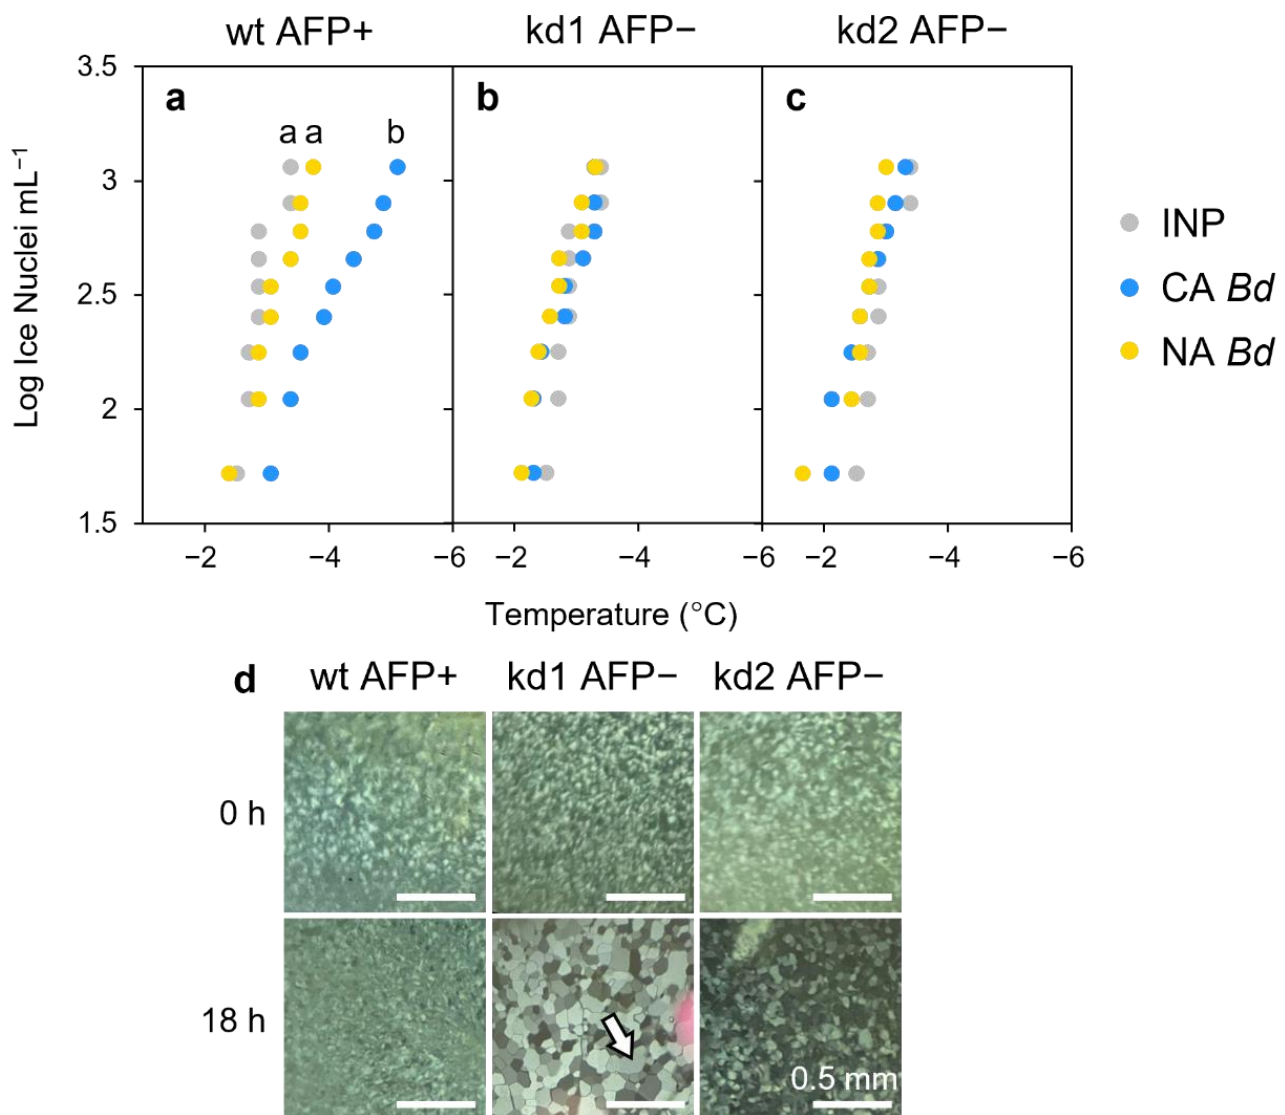 wt AFP+ kd1 AFP− kd2 AFP−
a b c
a a b
3.5
3
2.5
2
1.5
Log Ice Nuclei mL⁻¹
−2 −4 −6 −2 −4 −6 −2 −4 −6
Temperature (°C)
INP
CA Bd
NA Bd
d wt AFP+ kd1 AFP− kd2 AFP−
0 h
18 h
0.5 mm